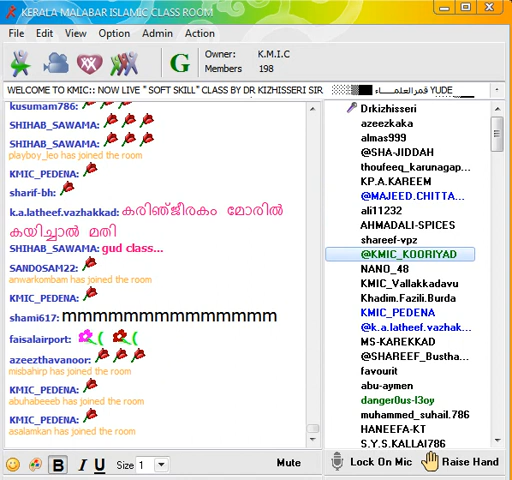 KERALA MALABAR ISLAMIC CLASS ROOM
File Edit View Option Admin Action
G
Owner: K.M.I.C
Members 198
WELCOME TO KMIC:: NOW LIVE " SOFT SKILL" CLASS BY DR KIZHISSERI SIR
قمرالعلمـــاء YUDE
kusumam786:
SHIHAB_SAWAMA:
SHIHAB_SAWAMA:
playboy_leo has joined the room
KMIC_PEDENA:
sharif-bh:
k.a.latheef.vazhakkad: കരിഞ്ജീരകം മോരിൽ
കയിച്ചാൽ മതി
SHIHAB_SAWAMA: gud class...
SANDOSAM22:
anwarkombam has joined the room
KMIC_PEDENA:
shami617: mmmmmmmmmmmmmm
faisalairport:
azeezthavanoor:
misbahirp has joined the room
KMIC_PEDENA:
abuhabeeeb has joined the room
KMIC_PEDENA:
asalamkan has joined the room
B I U Size 1 Mute
Drkizhisseri
azeezkaka
almas999
@SHA-JIDDAH
thoufeeq_karunagap...
KP.A.KAREEM
@MAJEED.CHITTA...
ali11232
AHMADALI-SPICES
shareef-vpz
@KMIC_KOORIYAD
NANO_48
KMIC_Vallakkadavu
Khadim.Fazili.Burda
KMIC_PEDENA
@k.a.latheef.vazhak...
MS-KAREKKAD
@SHAREEF_Bustha...
favourit
abu-aymen
danger0us-l3oy
muhammed_suhail.786
HANEEFA-KT
S.Y.S.KALLAI786
Lock On Mic Raise Hand